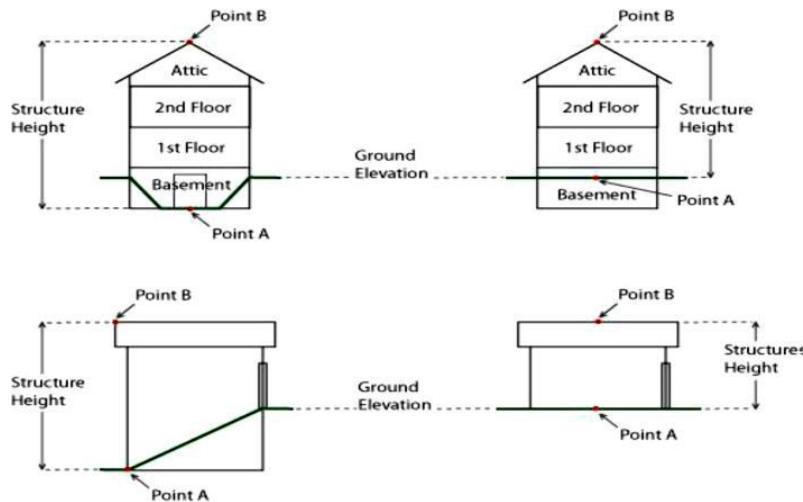 Point B
Attic
2nd Floor
1st Floor
Basement
Structure
Height
Point A
Ground
Elevation
Point B
Attic
2nd Floor
1st Floor
Basement
Structure
Height
Point A
Point B
Structure
Height
Point A
Ground
Elevation
Point B
Structures
Height
Point A